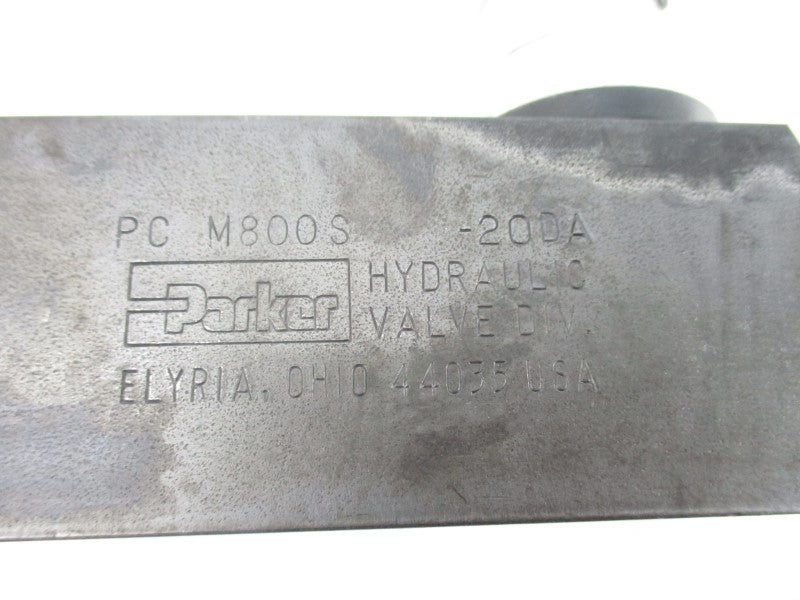 PC M800S -20DA
Parker HYDRAULIC
VALVE DIV.
ELYRIA, OHIO 44035 USA